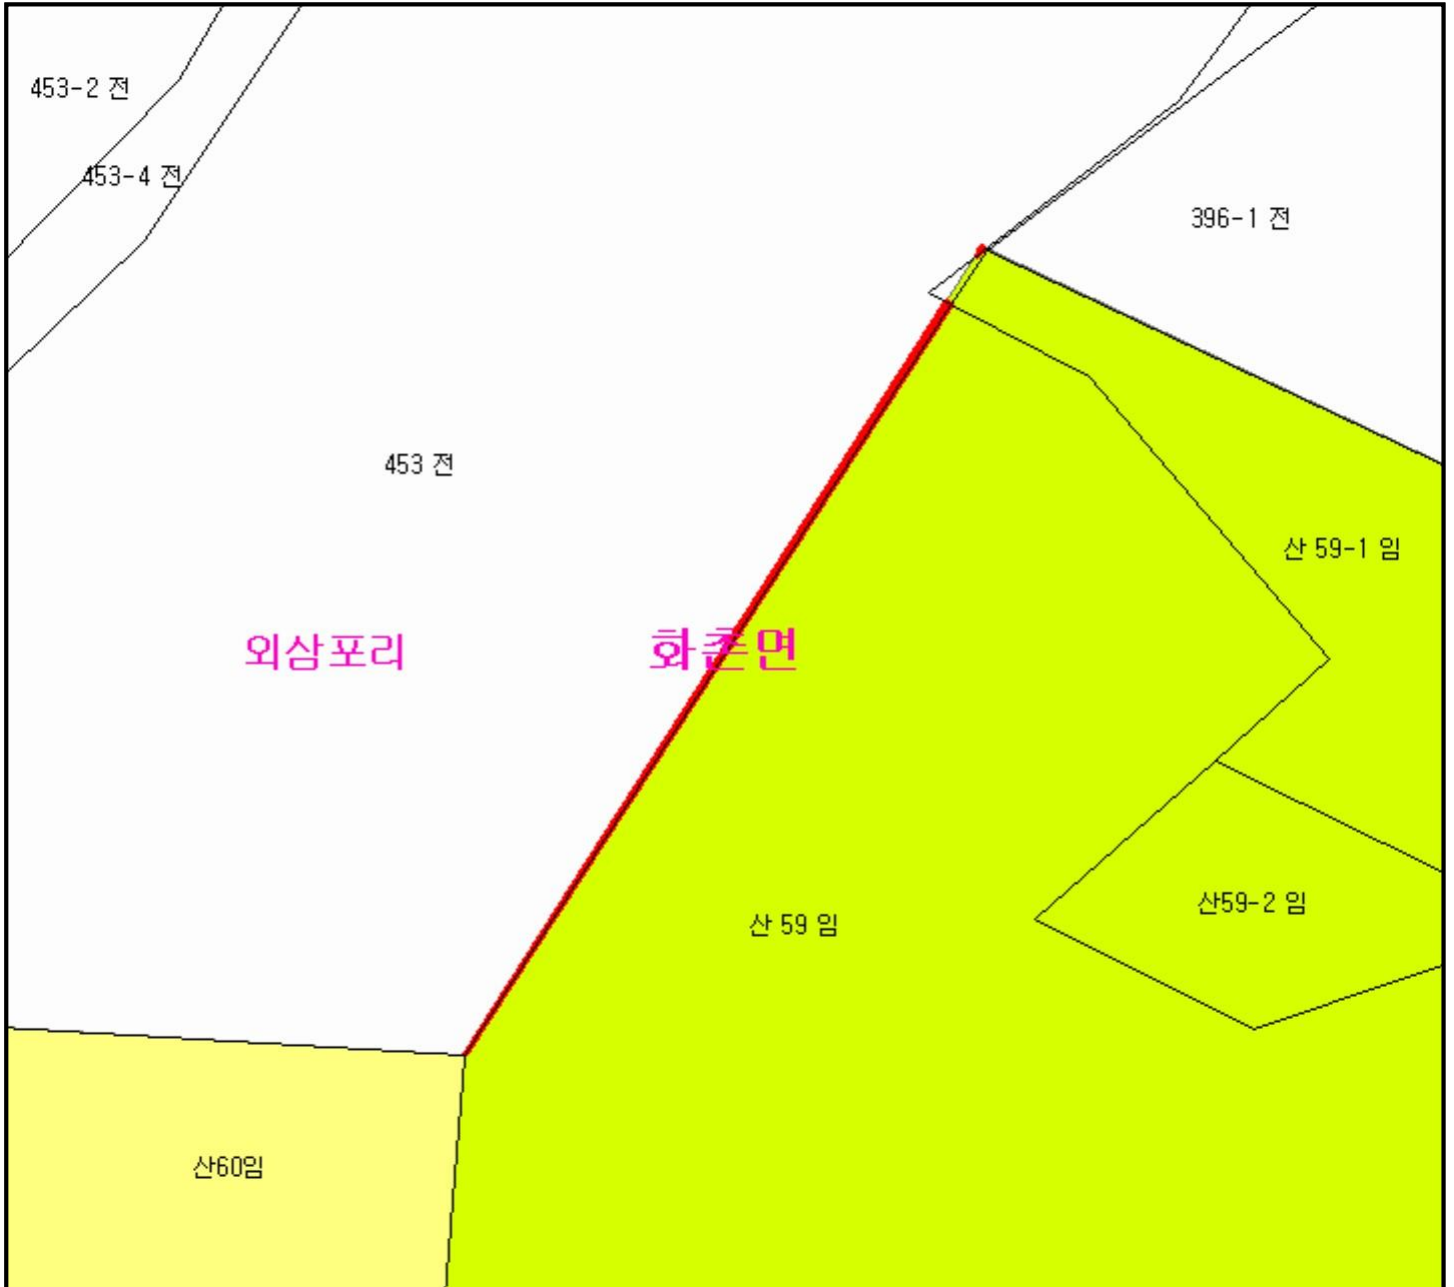 453-2 전
453-4 전
396-1 전
453 전
산 59-1 임
외삼포리
화촌면
산59-2 임
산 59 임
산60임